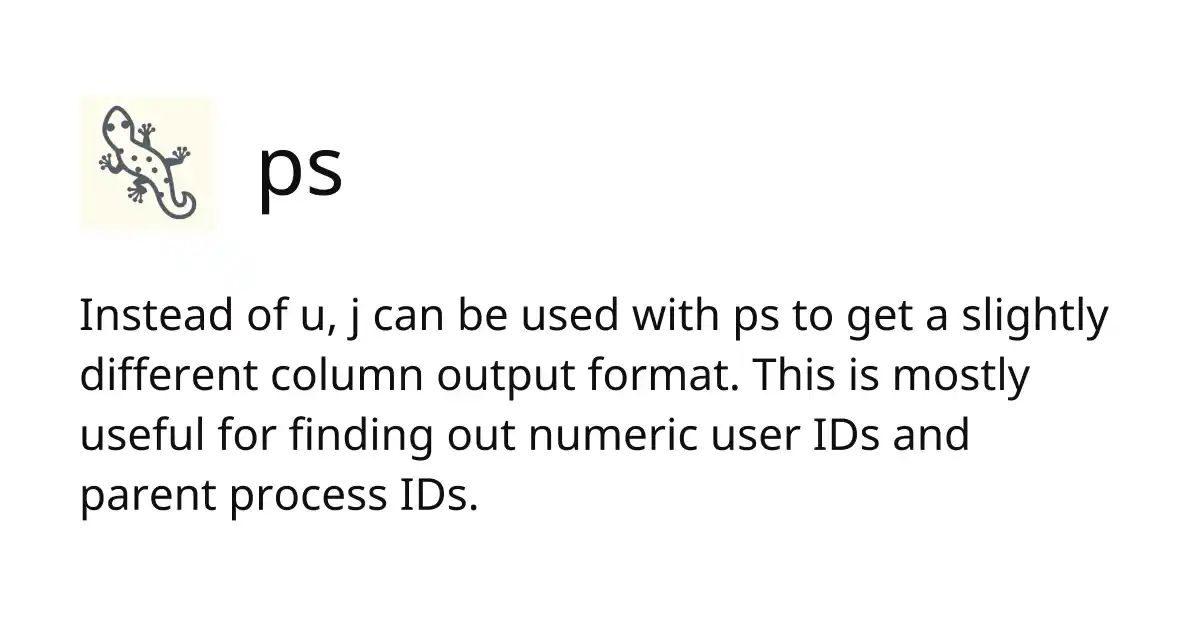 ps
Instead of u, j can be used with ps to get a slightly
different column output format. This is mostly
useful for finding out numeric user IDs and
parent process IDs.